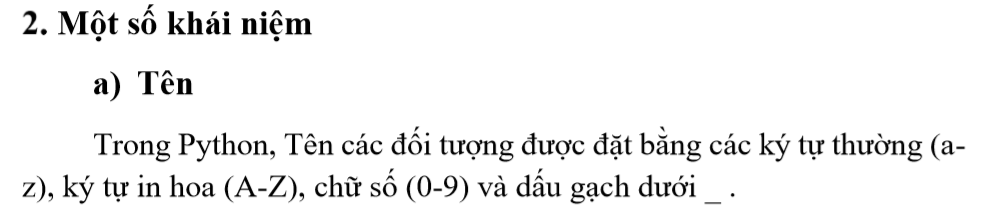 2. Một số khái niệm
a) Tên
Trong Python, Tên các đối tượng được đặt bằng các ký tự thường (a-
z), ký tự in hoa (A-Z), chữ số (0-9) và dấu gạch dưới _ .